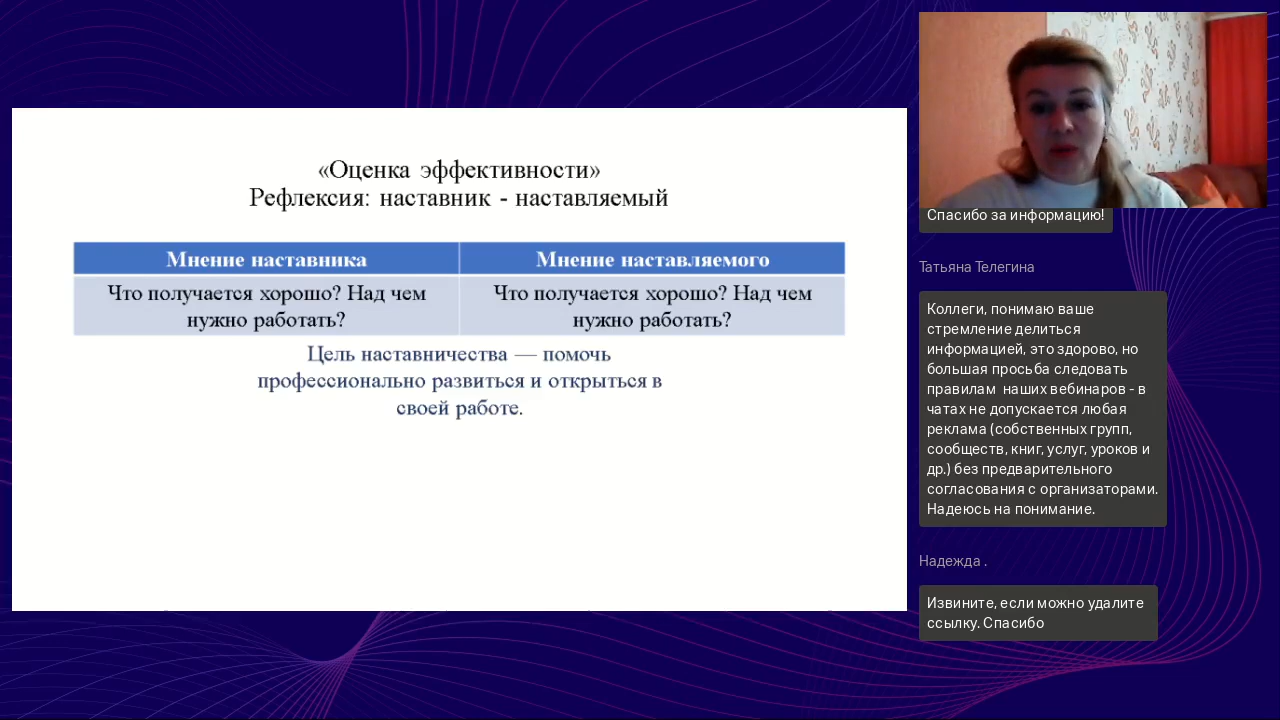 «Оценка эффективности»
Рефлексия: наставник - наставляемый
Мнение наставника
Мнение наставляемого
Что получается хорошо? Над чем
нужно работать?
Что получается хорошо? Над чем
нужно работать?
Цель наставничества — помочь
профессионально развиться и открыться в
своей работе.
Спасибо за информацию!
Татьяна Телегина
Коллеги, понимаю ваше
стремление делиться
информацией, это здорово, но
большая просьба следовать
правилам  наших вебинаров - в
чатах не допускается любая
реклама (собственных групп,
сообществ, книг, услуг, уроков и
др.) без предварительного
согласования с организаторами.
Надеюсь на понимание.
Надежда .
Извините, если можно удалите
ссылку. Спасибо